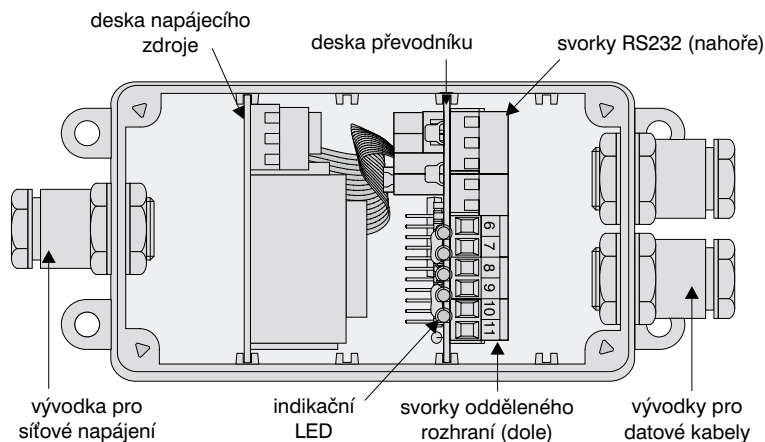 deska napájecího
zdroje
deska převodníku
svorky RS232 (nahoře)
6
7
8
9
10
11
vývodka pro
síťové napájení
indikační
LED
svorky odděleného
rozhraní (dole)
vývodky pro
datové kabely